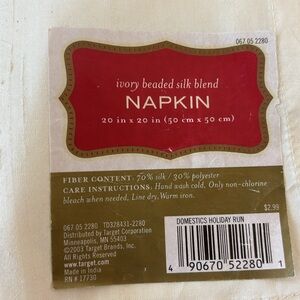 067 05 2280
ivory beaded silk blend
NAPKIN
20 in x 20 in (50 cm x 50 cm)
FIBER CONTENT: 70% silk / 30% polyester
CARE INSTRUCTIONS: Hand wash cold, Only non-chlorine
bleach when needed, Line dry, Warm iron.
$2.99
067 05 2280 TD328431-2280
Distributed by Target Corporation
Minneapolis, MN 55403
©2003 Target Brands, Inc.
All Rights Reserved
www.target.com
Made in India
RN # 17730
DOMESTICS HOLIDAY RUN
4 90670 52280 1